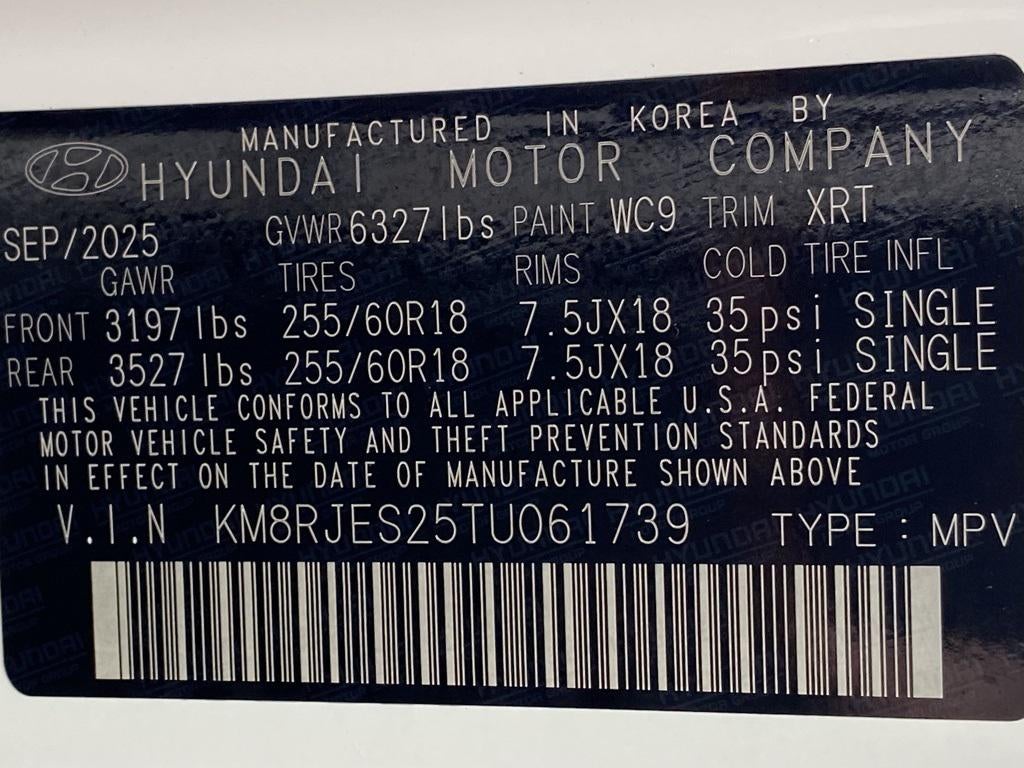 MANUFACTURED IN KOREA BY
HYUNDAI MOTOR COMPANY
SEP/2025 GVWR 6327lbs PAINT WC9 TRIM XRT
GAWR TIRES RIMS COLD TIRE INFL
FRONT 3197 lbs 255/60R18 7.5JX18 35psi SINGLE
REAR 3527 lbs 255/60R18 7.5JX18 35psi SINGLE
THIS VEHICLE CONFORMS TO ALL APPLICABLE U.S.A. FEDERAL
MOTOR VEHICLE SAFETY AND THEFT PREVENTION STANDARDS
IN EFFECT ON THE DATE OF MANUFACTURE SHOWN ABOVE
V.I.N KM8RJES25TU061739 TYPE : MPV